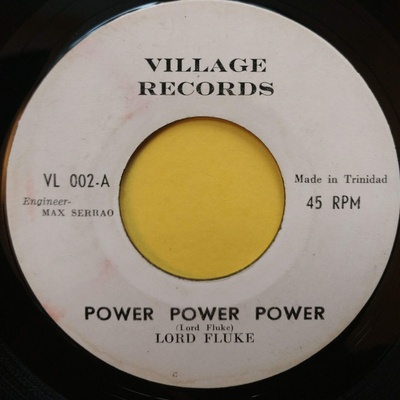 VILLAGE
RECORDS
VL 002-A
Engineer-
MAX SERRAO
Made in Trinidad
45 RPM
POWER POWER POWER
(Lord Fluke)
LORD FLUKE